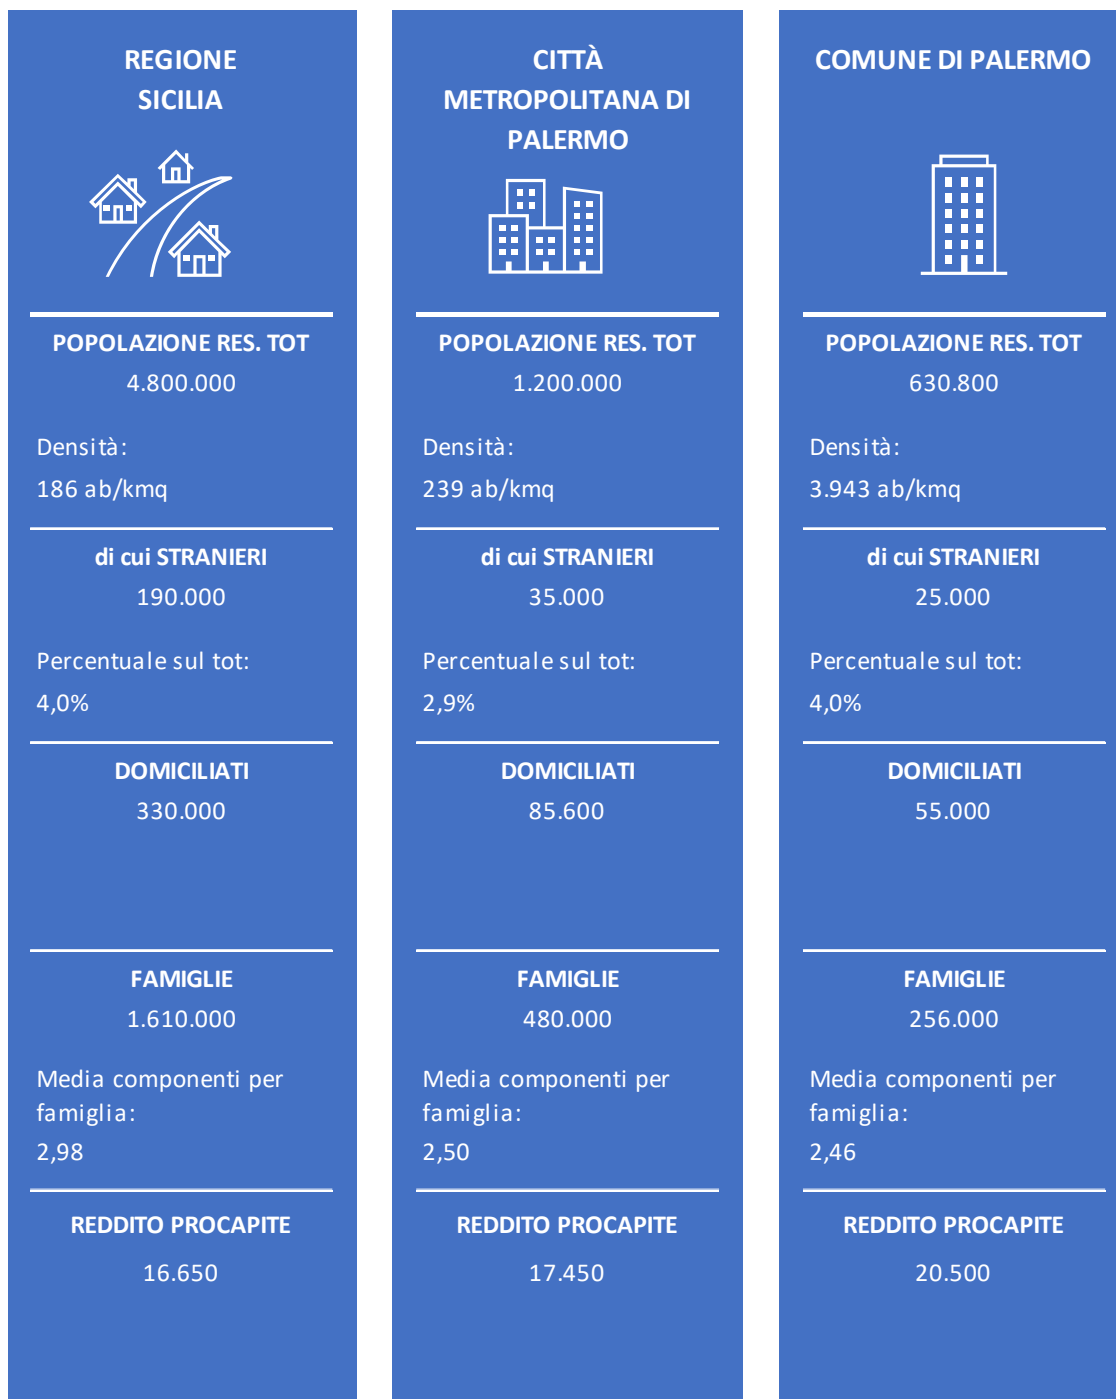 REGIONE
SICILIA
POPOLAZIONE RES. TOT
4.800.000
Densità:
186 ab/kmq
di cui STRANIERI
190.000
Percentuale sul tot:
4,0%
DOMICILIATI
330.000
FAMIGLIE
1.610.000
Media componenti per
famiglia:
2,98
REDDITO PROCAPITE
16.650
CITTÀ
METROPOLITANA DI
PALERMO
POPOLAZIONE RES. TOT
1.200.000
Densità:
239 ab/kmq
di cui STRANIERI
35.000
Percentuale sul tot:
2,9%
DOMICILIATI
85.600
FAMIGLIE
480.000
Media componenti per
famiglia:
2,50
REDDITO PROCAPITE
17.450
COMUNE DI PALERMO
POPOLAZIONE RES. TOT
630.800
Densità:
3.943 ab/kmq
di cui STRANIERI
25.000
Percentuale sul tot:
4,0%
DOMICILIATI
55.000
FAMIGLIE
256.000
Media componenti per
famiglia:
2,46
REDDITO PROCAPITE
20.500